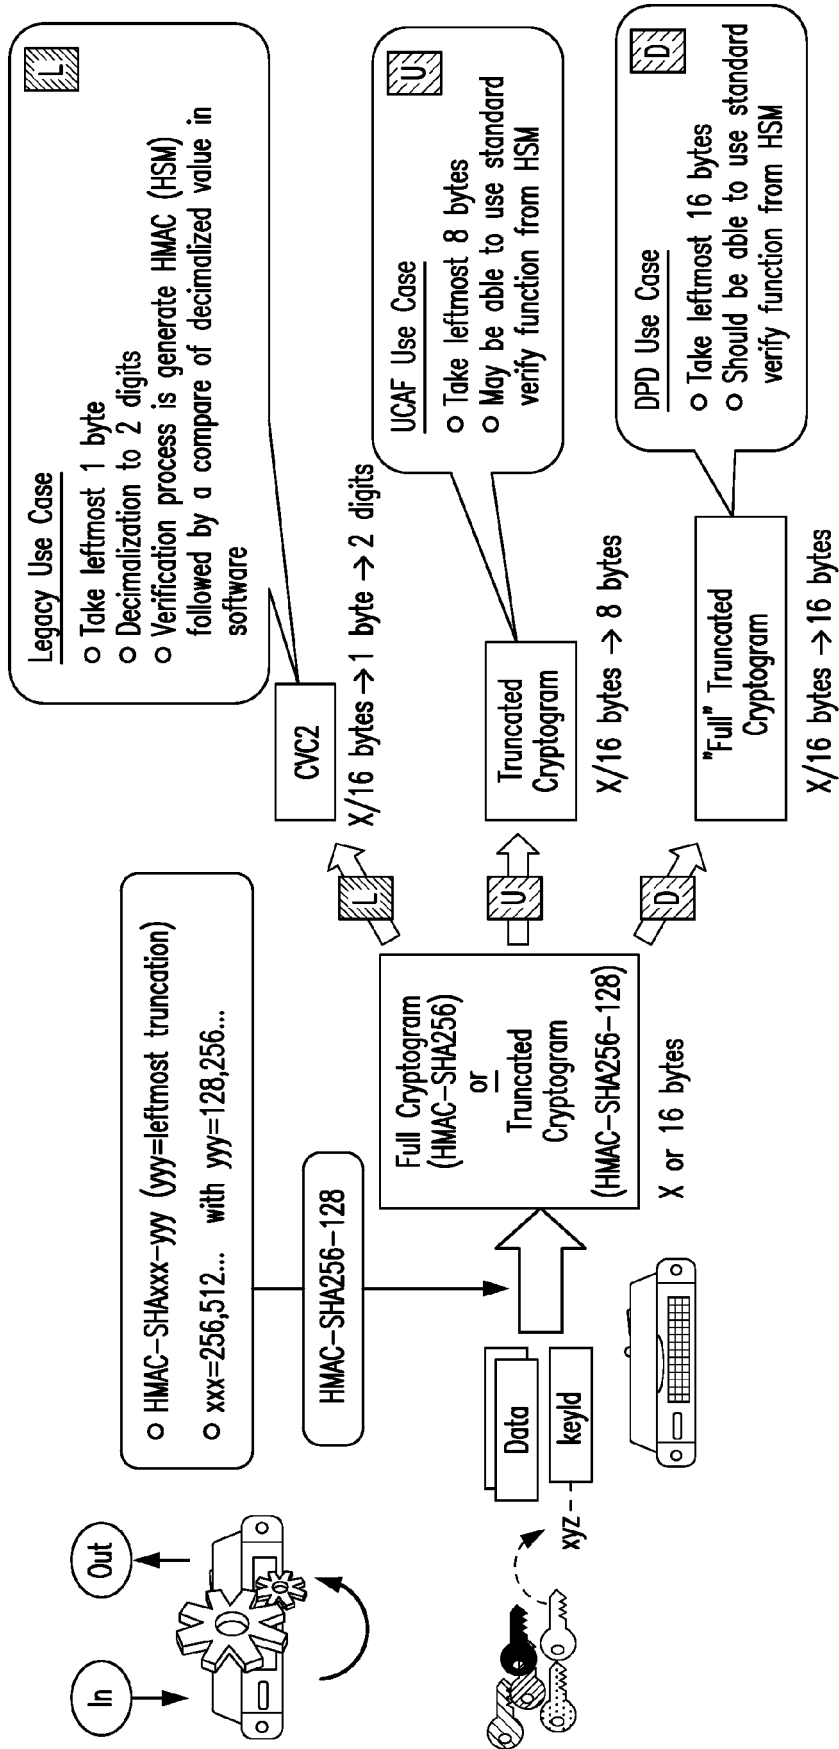 In
Out
○ HMAC-SHAxxx-yyy (yyy=leftmost truncation)
○ xxx=256,512... with yyy=128,256...
HMAC-SHA256-128
xyz
Data
keyId
Full Cryptogram
(HMAC-SHA256)
or
Truncated
Cryptogram
(HMAC-SHA256-128)
X or 16 bytes
L
U
D
CVC2
X/16 bytes → 1 byte → 2 digits
Truncated
Cryptogram
X/16 bytes → 8 bytes
"Full" Truncated
Cryptogram
X/16 bytes → 16 bytes
Legacy Use Case
L
○ Take leftmost 1 byte
○ Decimalization to 2 digits
○ Verification process is generate HMAC (HSM)
followed by a compare of decimalized value in
software
UCAF Use Case
U
○ Take leftmost 8 bytes
○ May be able to use standard
verify function from HSM
DPD Use Case
D
○ Take leftmost 16 bytes
○ Should be able to use standard
verify function from HSM